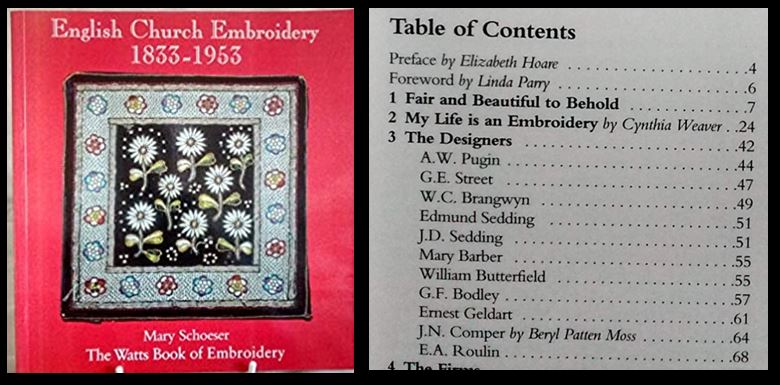 English Church Embroidery
1833-1953
Mary Schoeser
The Watts Book of Embroidery
Table of Contents
Preface by Elizabeth Hoare . . . . . . . . . . . . . . . . . . . .4
Foreword by Linda Parry . . . . . . . . . . . . . . . . . . . . .6
1 Fair and Beautiful to Behold . . . . . . . . . . . . . .7
2 My Life is an Embroidery by Cynthia Weaver . .24
3 The Designers . . . . . . . . . . . . . . . . . . . . . . . . .42
A.W. Pugin . . . . . . . . . . . . . . . . . . . . . . . . .44
G.E. Street . . . . . . . . . . . . . . . . . . . . . . . . .47
W.C. Brangwyn . . . . . . . . . . . . . . . . . . . . .49
Edmund Sedding . . . . . . . . . . . . . . . . . . . .51
J.D. Sedding . . . . . . . . . . . . . . . . . . . . . . .51
Mary Barber . . . . . . . . . . . . . . . . . . . . . . .55
William Butterfield . . . . . . . . . . . . . . . . . . .55
G.F. Bodley . . . . . . . . . . . . . . . . . . . . . . . .57
Ernest Geldart . . . . . . . . . . . . . . . . . . . . . .61
J.N. Comper by Beryl Patten Moss . . . . . . . . .64
E.A. Roulin . . . . . . . . . . . . . . . . . . . . . . . .68
4 The Firms